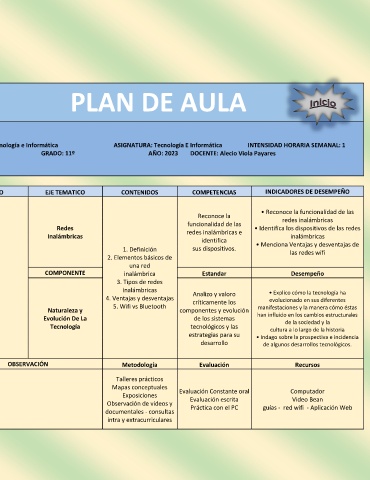 PLAN DE AULA
Inicio
nología e Informática ASIGNATURA: Tecnología E Informática INTENSIDAD HORARIA SEMANAL: 1
GRADO: 11º AÑO: 2023 DOCENTE: Alecio Viola Payares
O EJE TEMATICO CONTENIDOS COMPETENCIAS INDICADORES DE DESEMPEÑO
Redes
Inalámbricas
COMPONENTE
Naturaleza y
Evolución De La
Tecnología
1. Definición
2. Elementos básicos de
una red
inalámbrica
3. Tipos de redes
inalámbricas
4. Ventajas y desventajas
5. Wifi vs Bluetooth
Reconoce la
funcionalidad de las
redes inalámbricas e
identifica
sus dispositivos.
Estandar
Analizo y valoro
críticamente los
componentes y evolución
de los sistemas
tecnológicos y las
estrategias para su
desarrollo
• Reconoce la funcionalidad de las
redes inalámbricas
• Identifica los dispositivos de las redes
inalámbricas
• Menciona Ventajas y desventajas de
las redes wifi
Desempeño
• Explico cómo la tecnología ha
evolucionado en sus diferentes
manifestaciones y la manera cómo éstas
han influido en los cambios estructurales
de la sociedad y la
cultura a lo largo de la historia
• Indago sobre la prospectiva e incidencia
de algunos desarrollos tecnológicos.
OBSERVACIÓN Metodología Evaluación Recursos
Talleres prácticos
Mapas conceptuales
Exposiciones
Observación de videos y
documentales - consultas
intra y extracurriculares
Evaluación Constante oral
Evaluación escrita
Práctica con el PC
Computador
Video Bean
guías - red wifi - Aplicación Web